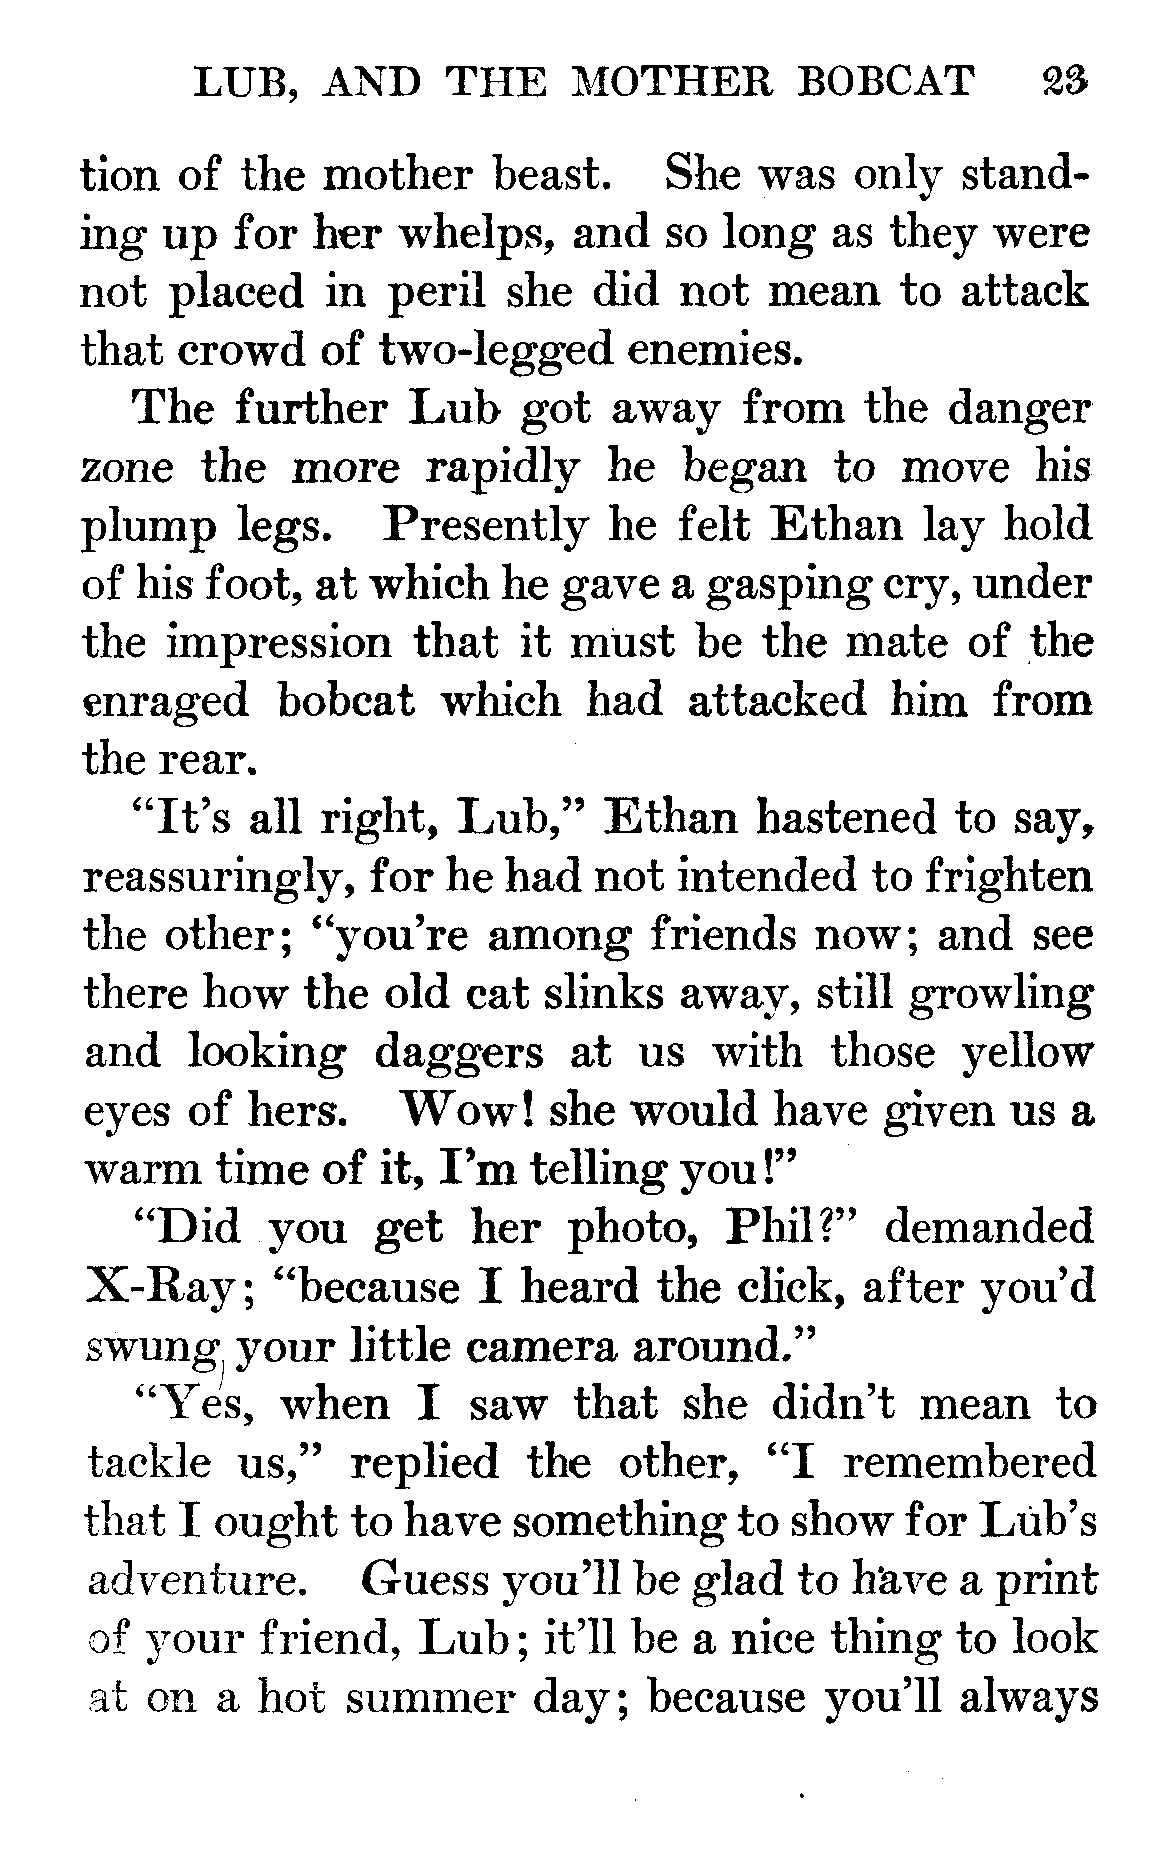 LUB, AND THE MOTHER BOBCAT 23
tion of the mother beast. She was only stand-
ing up for her whelps, and so long as they were
not placed in peril she did not mean to attack
that crowd of two-legged enemies.
The further Lub got away from the danger
zone the more rapidly he began to move his
plump legs. Presently he felt Ethan lay hold
of his foot, at which he gave a gasping cry, under
the impression that it must be the mate of the
enraged bobcat which had attacked him from
the rear.
“It’s all right, Lub,” Ethan hastened to say,
reassuringly, for he had not intended to frighten
the other; “you’re among friends now; and see
there how the old cat slinks away, still growling
and looking daggers at us with those yellow
eyes of hers. Wow! she would have given us a
warm time of it, I’m telling you!”
“Did you get her photo, Phil?” demanded
X-Ray; “because I heard the click, after you’d
swung your little camera around.”
“Yes, when I saw that she didn’t mean to
tackle us,” replied the other, “I remembered
that I ought to have something to show for Lub’s
adventure. Guess you’ll be glad to have a print
of your friend, Lub; it’ll be a nice thing to look
at on a hot summer day; because you’ll always